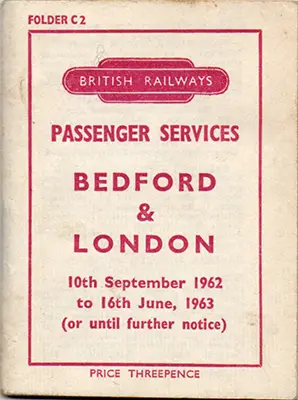 FOLDER C 2
BRITISH RAILWAYS
PASSENGER SERVICES
BEDFORD
&
LONDON
10th September 1962
to 16th June, 1963
(or until further notice)
PRICE THREEPENCE